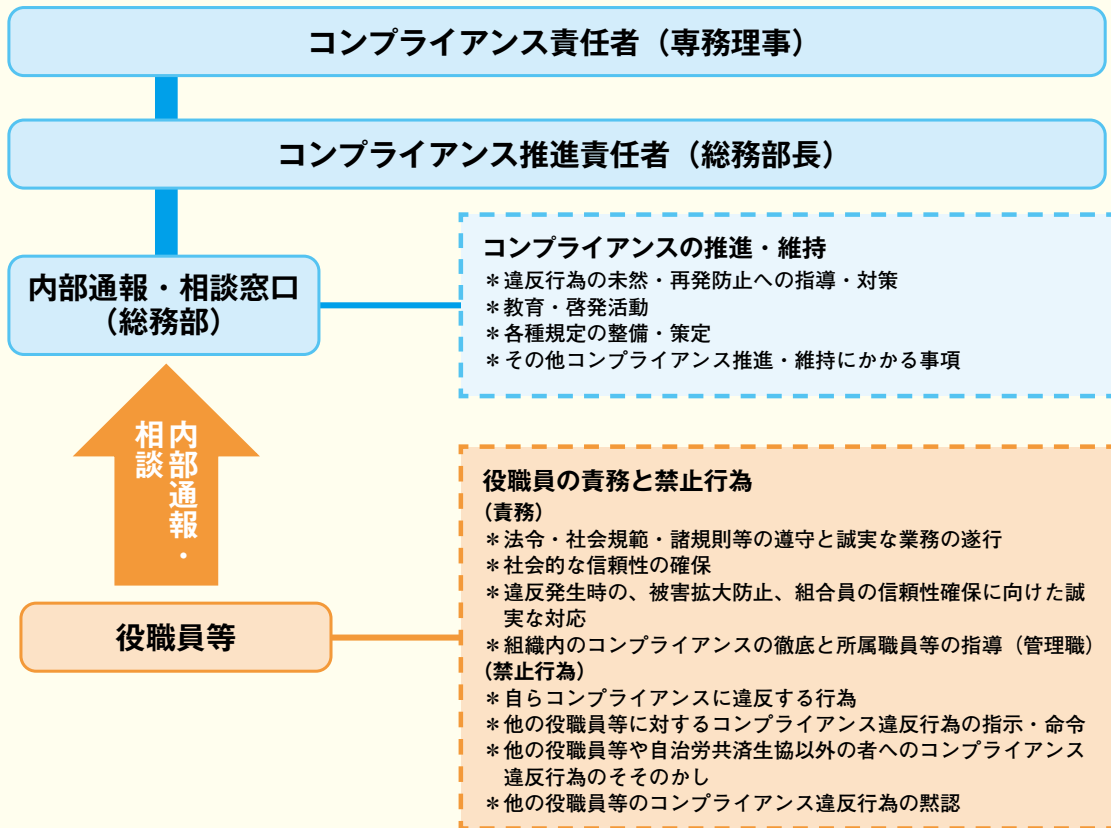 コンプライアンス責任者（専務理事）
コンプライアンス推進責任者（総務部長）
内部通報・相談窓口
（総務部）
コンプライアンスの推進・維持
＊違反行為の未然・再発防止への指導・対策
＊教育・啓発活動
＊各種規定の整備・策定
＊その他コンプライアンス推進・維持にかかる事項
内部通報・
相談
役職員等
役職員の責務と禁止行為
（責務）
＊法令・社会規範・諸規則等の遵守と誠実な業務の遂行
＊社会的な信頼性の確保
＊違反発生時の、被害拡大防止、組合員の信頼性確保に向けた誠
実な対応
＊組織内のコンプライアンスの徹底と所属職員等の指導（管理職）
（禁止行為）
＊自らコンプライアンスに違反する行為
＊他の役職員等に対するコンプライアンス違反行為の指示・命令
＊他の役職員等や自治労共済生協以外の者へのコンプライアンス
違反行為のそそのかし
＊他の役職員等のコンプライアンス違反行為の黙認